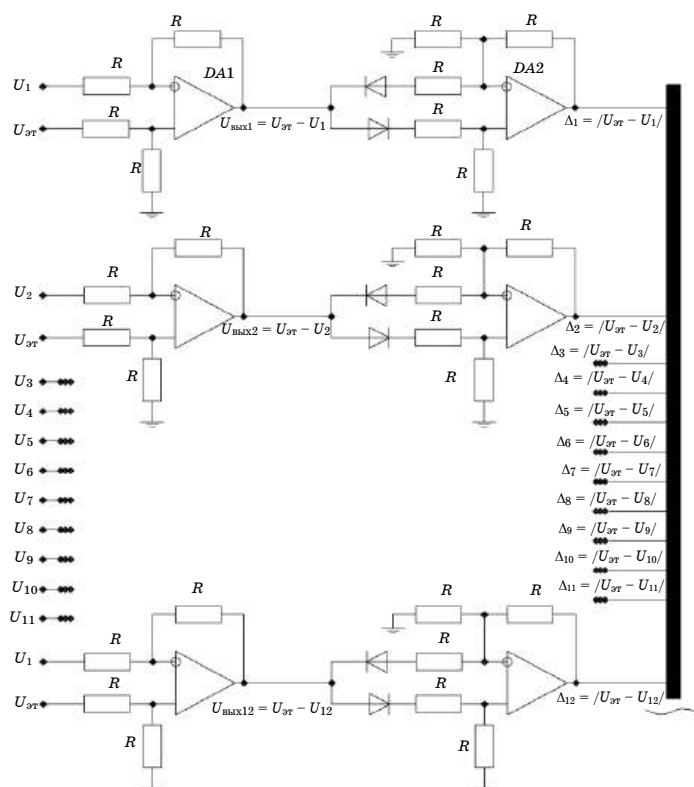 R R R
U₁ R DA1 R DA2
Uэт R Uвых1 = Uэт − U₁ R Δ₁ = /Uэт − U₁/
R R
R R R
U₂ R R
Uэт R Uвых2 = Uэт − U₂ R Δ₂ = /Uэт − U₂/
R R
Δ₃ = /Uэт − U₃/
U₃
Δ₄ = /Uэт − U₄/
U₄
Δ₅ = /Uэт − U₅/
U₅
Δ₆ = /Uэт − U₆/
U₆
Δ₇ = /Uэт − U₇/
U₇
Δ₈ = /Uэт − U₈/
U₈
Δ₉ = /Uэт − U₉/
U₉
Δ₁₀ = /Uэт − U₁₀/
U₁₀
Δ₁₁ = /Uэт − U₁₁/
U₁₁
R R R
U₁ R R
Uэт R Uвых12 = Uэт − U₁₂ R Δ₁₂ = /Uэт − U₁₂/
R R